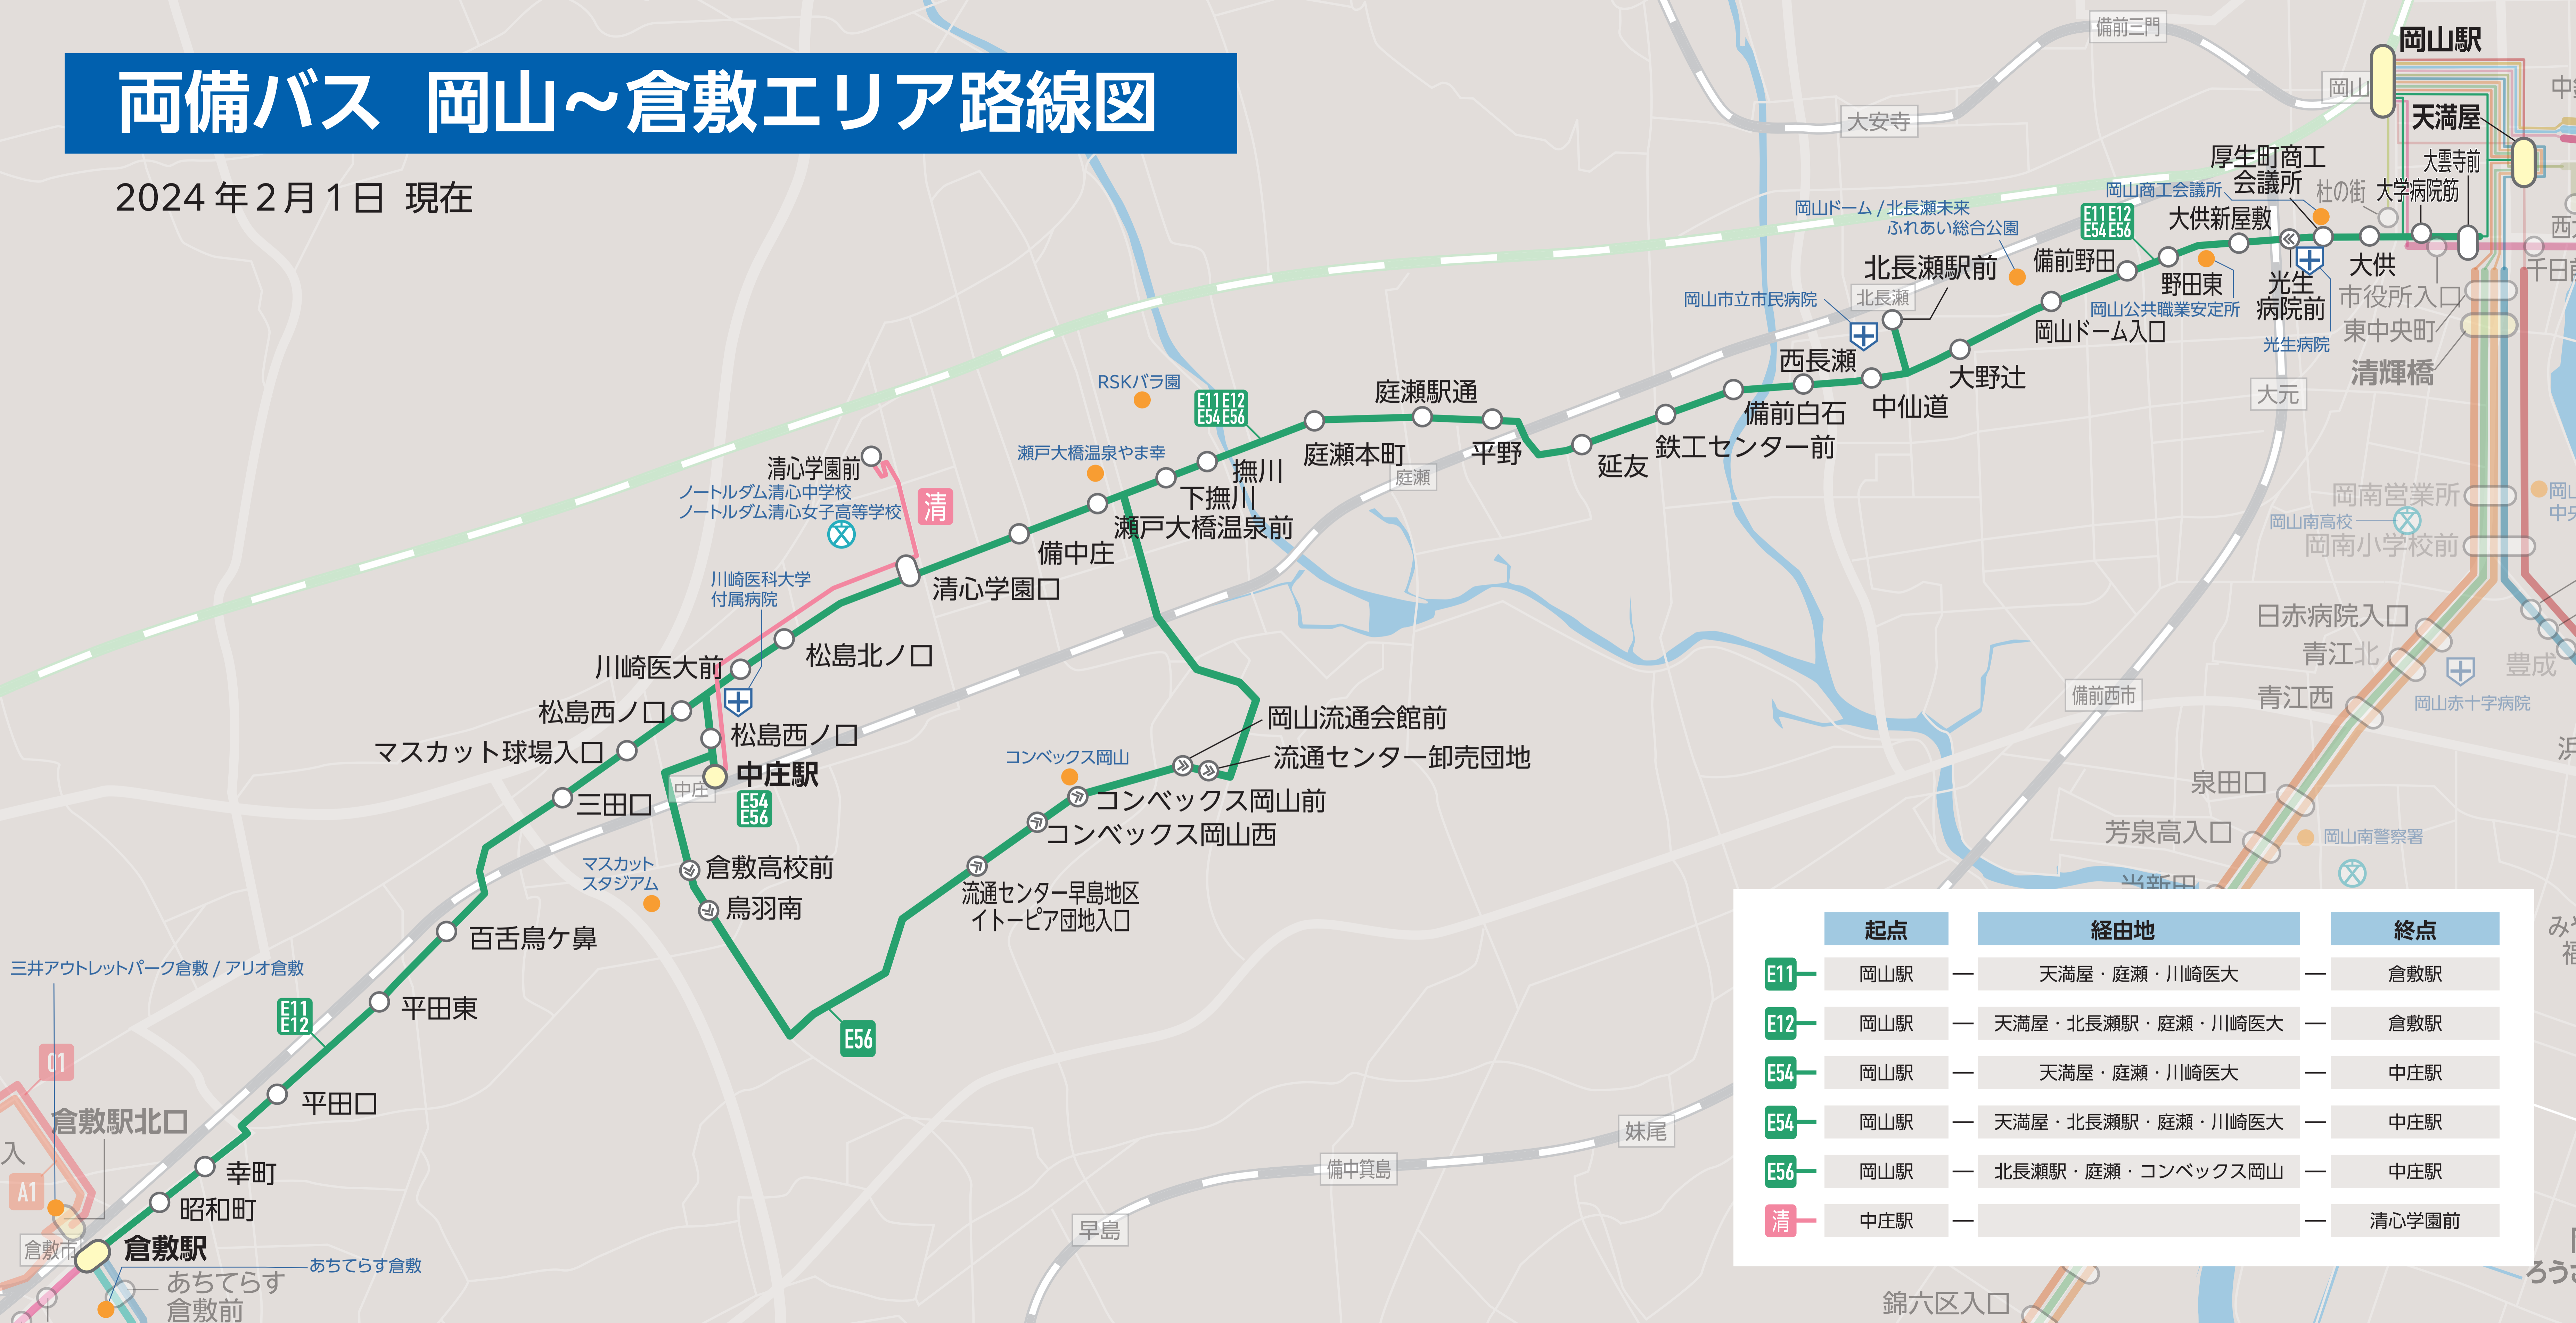 両備バス 岡山～倉敷エリア路線図
2024年2月1日 現在
備前三門
岡山駅
岡山
天満屋
大安寺
大雲寺前
厚生町商工
会議所
岡山商工会議所
杜の街
大学病院筋
岡山ドーム / 北長瀬未来
ふれあい総合公園
E11 E12
E54 E56
大供新屋敷
北長瀬駅前
備前野田
野田東
光生
病院前
大供
千日前
岡山市立市民病院
北長瀬
岡山公共職業安定所
市役所入口
岡山ドーム入口
東中央町
光生病院
清輝橋
西長瀬
大野辻
大元
RSKバラ園
E11 E12
E54 E56
庭瀬駅通
備前白石
中仙道
庭瀬本町
平野
延友
鉄工センター前
庭瀬
清心学園前
瀬戸大橋温泉やま幸
撫川
下撫川
ノートルダム清心中学校
ノートルダム清心女子高等学校
清
瀬戸大橋温泉前
備中庄
岡南営業所
岡山南高校
岡南小学校前
川崎医科大学
付属病院
清心学園口
日赤病院入口
青江北
豊成
川崎医大前
松島北ノ口
備前西市
青江西
岡山赤十字病院
松島西ノ口
松島西ノ口
岡山流通会館前
マスカット球場入口
コンベックス岡山
流通センター卸売団地
中庄駅
中庄
E54
E56
泉田口
三田口
コンベックス岡山前
コンベックス岡山西
芳泉高入口
岡山南警察署
マスカット
スタジアム
倉敷高校前
鳥羽南
流通センター早島地区
イトーピア団地入口
当新田
百舌鳥ケ鼻
三井アウトレットパーク倉敷 / アリオ倉敷
平田東
E11
E12
E56
01
平田口
倉敷駅北口
入
A1
幸町
昭和町
倉敷駅
倉敷市
あちてらす倉敷
あちてらす
倉敷前
妹尾
備中箕島
早島
起点 経由地 終点
E11 岡山駅 — 天満屋・庭瀬・川崎医大 — 倉敷駅
E12 岡山駅 — 天満屋・北長瀬駅・庭瀬・川崎医大 — 倉敷駅
E54 岡山駅 — 天満屋・庭瀬・川崎医大 — 中庄駅
E54 岡山駅 — 天満屋・北長瀬駅・庭瀬・川崎医大 — 中庄駅
E56 岡山駅 — 北長瀬駅・庭瀬・コンベックス岡山 — 中庄駅
清 中庄駅 — — 清心学園前
錦六区入口